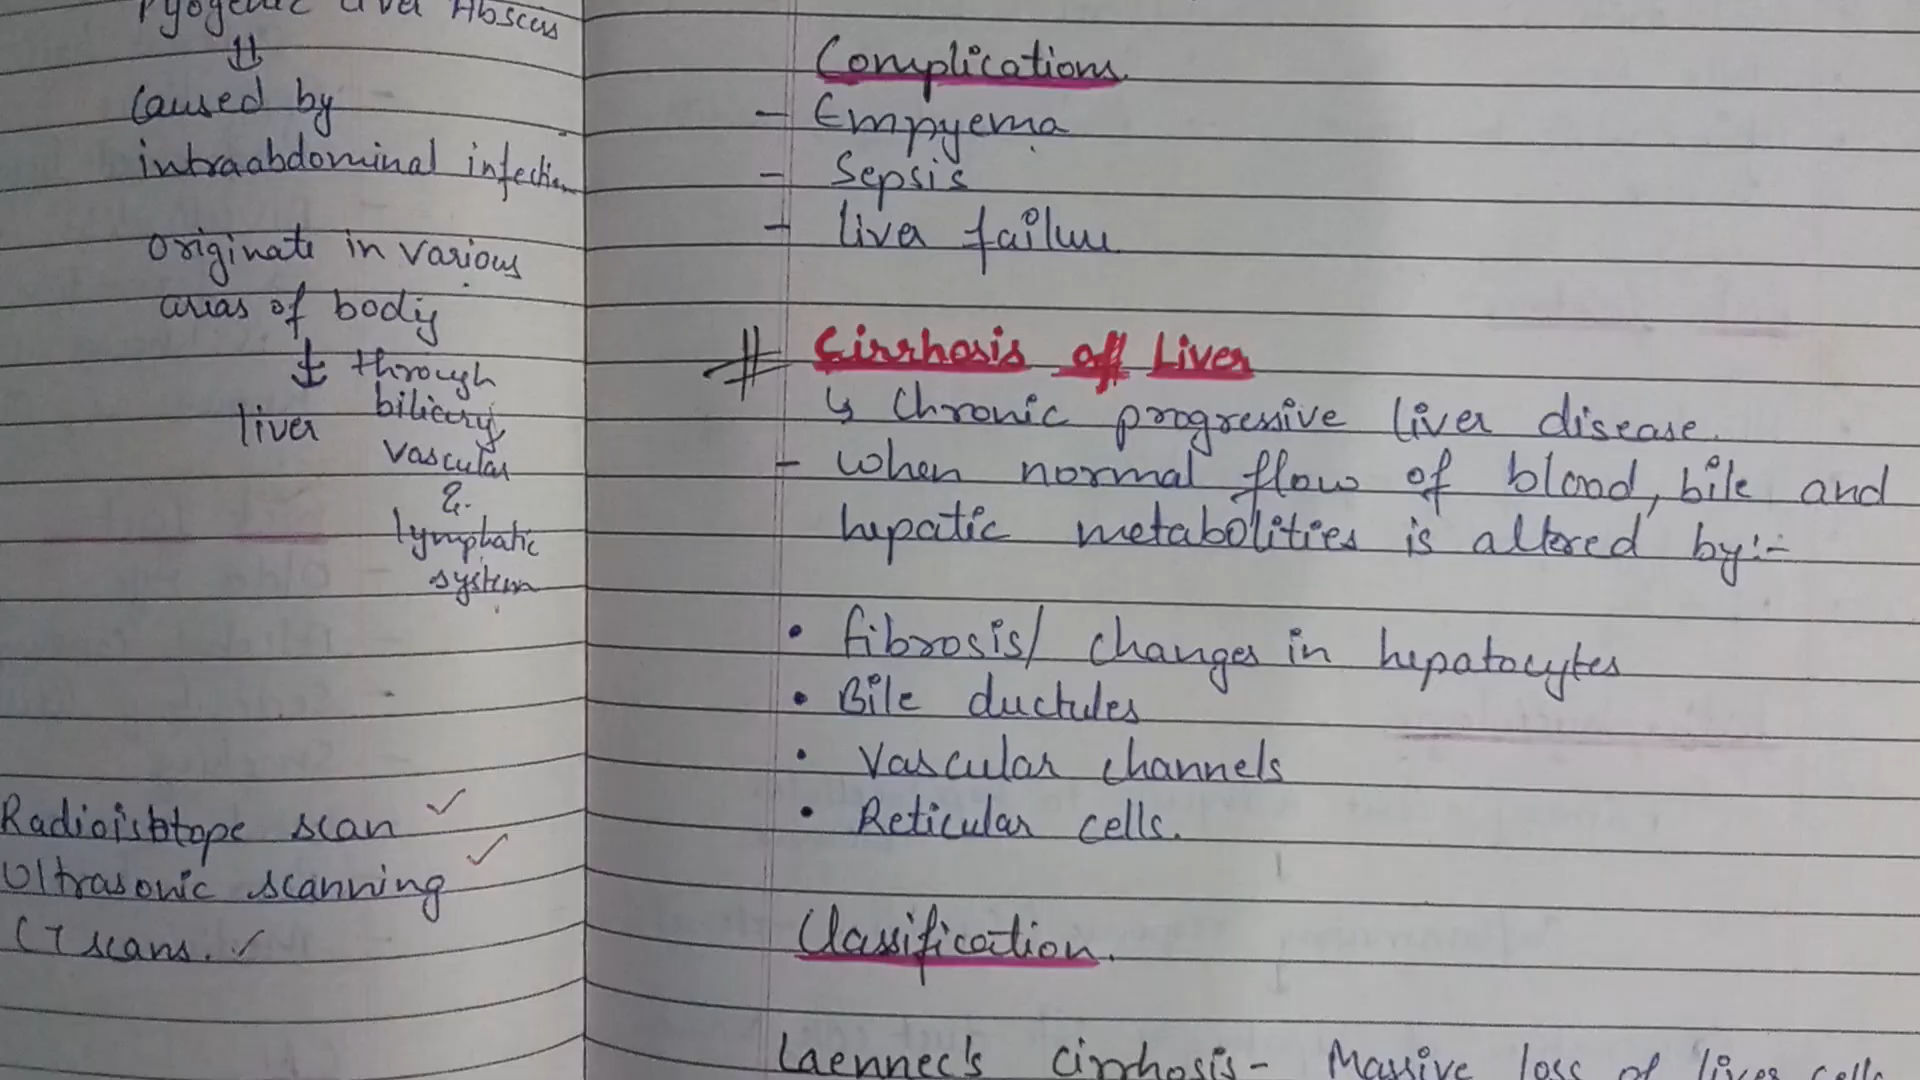 Pyogenic liver Abscess
⇓
Caused by
intraabdominal infection
Originate in various
areas of body
↓ through
biliary,
liver
vascular
&
lymphatic
system
Radioisotope scan ✓
Ultrasonic scanning ✓
CT scans. ✓
Complications
- Empyema
- Sepsis
- liver failure
# Cirrhosis of Liver
↳ Chronic progressive liver disease.
- When normal flow of blood, bile and
hepatic metabolities is altered by:-
• fibrosis/ changes in hepatocytes
• Bile ductules
• Vascular channels
• Reticular cells.
Classification.
Laennec's cirrhosis- Massive loss of liver cells